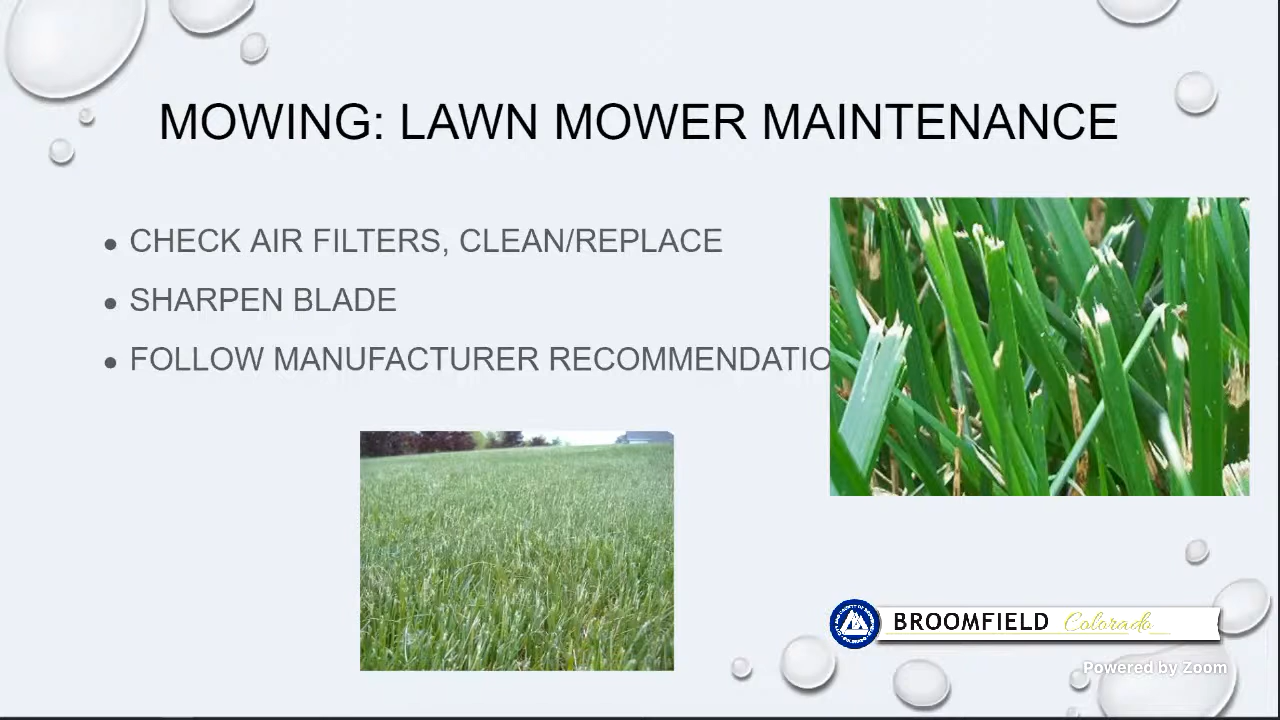 MOWING: LAWN MOWER MAINTENANCE
• CHECK AIR FILTERS, CLEAN/REPLACE
• SHARPEN BLADE
• FOLLOW MANUFACTURER RECOMMENDATIO
BROOMFIELD Colorado
Powered by Zoom